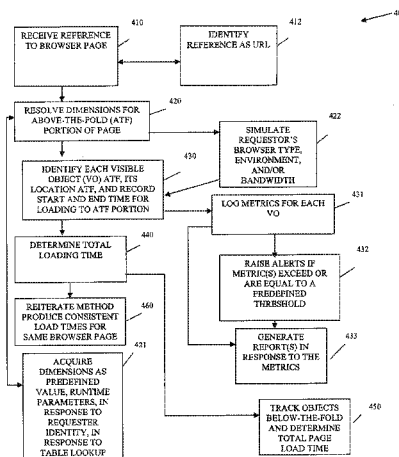 RECEIVE REFERENCE
TO BROWSER PAGE
410
IDENTIFY
REFERENCE AS URL
412
RESOLVE DIMENSIONS FOR
ABOVE-THE-FOLD (ATF)
PORTION OF PAGE
420
SIMULATE
REQUESTOR'S
BROWSER TYPE,
ENVIRONMENT,
AND/OR
BANDWIDTH
422
IDENTIFY EACH VISIBLE
OBJECT (VO) ATF, ITS
LOCATION ATF, AND RECORD
START AND END TIME FOR
LOADING TO ATF PORTION
430
LOG METRICS FOR EACH
VO
431
DETERMINE TOTAL
LOADING TIME
440
RAISE ALERTS IF
METRIC(S) EXCEED OR
ARE EQUAL TO A
PREDEFINED
THRESHOLD
432
REITERATE METHOD
PRODUCE CONSISTENT
LOAD TIMES FOR
SAME BROWSER PAGE
460
GENERATE
REPORT(S) IN
RESPONSE TO THE
METRICS
433
ACQUIRE
DIMENSIONS AS
PREDEFINED
VALUE, RUNTIME
PARAMETERS, IN
RESPONSE TO
REQUESTER
IDENTITY, IN
RESPONSE TO
TABLE LOOKUP
421
TRACK OBJECTS
BELOW-THE-FOLD
AND DETERMINE
TOTAL PAGE
LOAD TIME
450